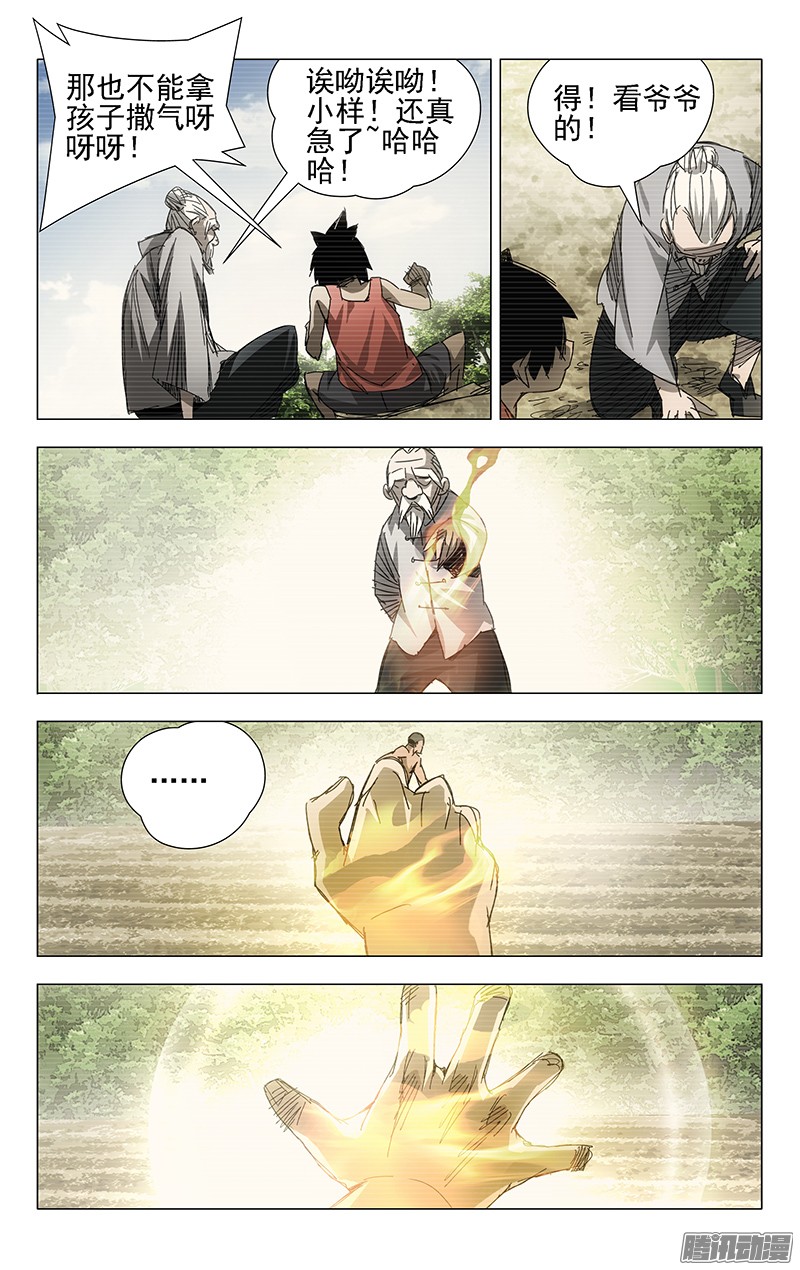 那也不能拿
孩子撒气呀
呀呀！
诶呦诶呦！
小样！还真
急了~哈哈
哈！
得！看爷爷
的！
……
腾讯动漫